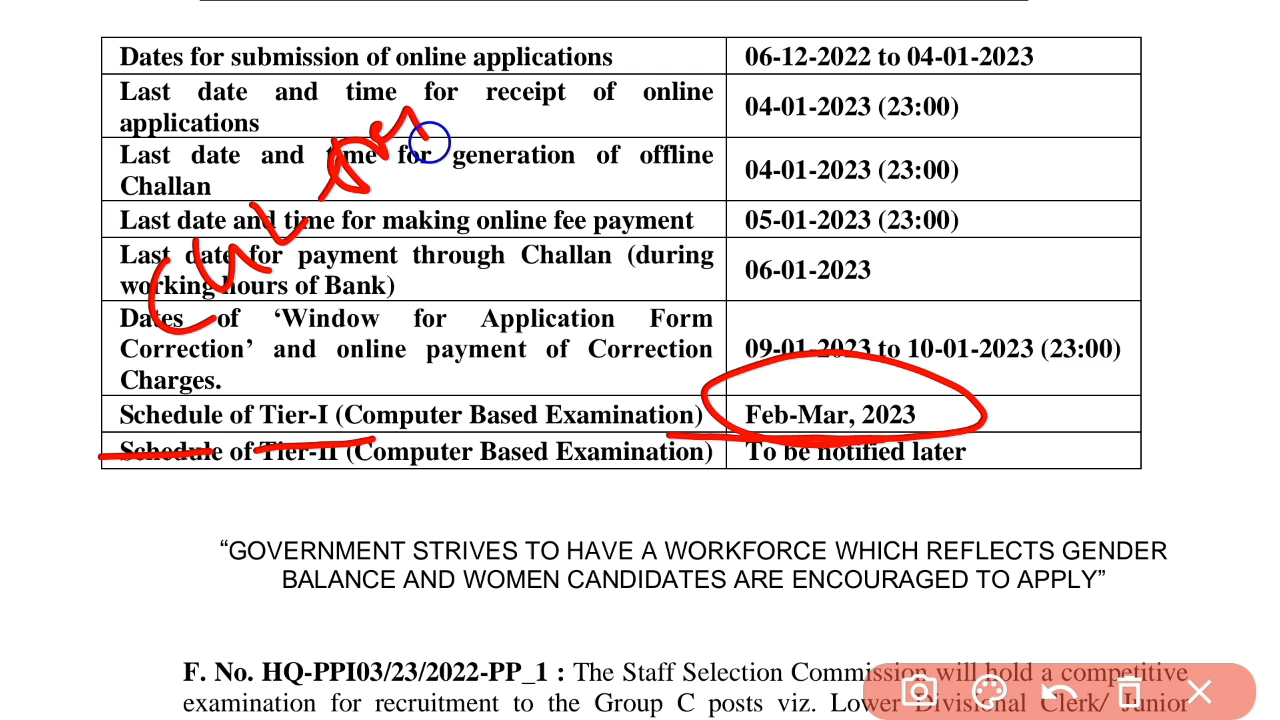 Dates for submission of online applications 06-12-2022 to 04-01-2023
Last date and time for receipt of online
applications 04-01-2023 (23:00)
Last date and time for generation of offline
Challan 04-01-2023 (23:00)
Last date and time for making online fee payment 05-01-2023 (23:00)
Last date for payment through Challan (during
working hours of Bank) 06-01-2023
Dates of ‘Window for Application Form
Correction’ and online payment of Correction
Charges. 09-01-2023 to 10-01-2023 (23:00)
Schedule of Tier-I (Computer Based Examination) Feb-Mar, 2023
Schedule of Tier-II (Computer Based Examination) To be notified later
“GOVERNMENT STRIVES TO HAVE A WORKFORCE WHICH REFLECTS GENDER
BALANCE AND WOMEN CANDIDATES ARE ENCOURAGED TO APPLY”
F. No. HQ-PPI03/23/2022-PP_1 : The Staff Selection Commission will hold a competitive
examination for recruitment to the Group C posts viz. Lower Divisional Clerk/ Junior